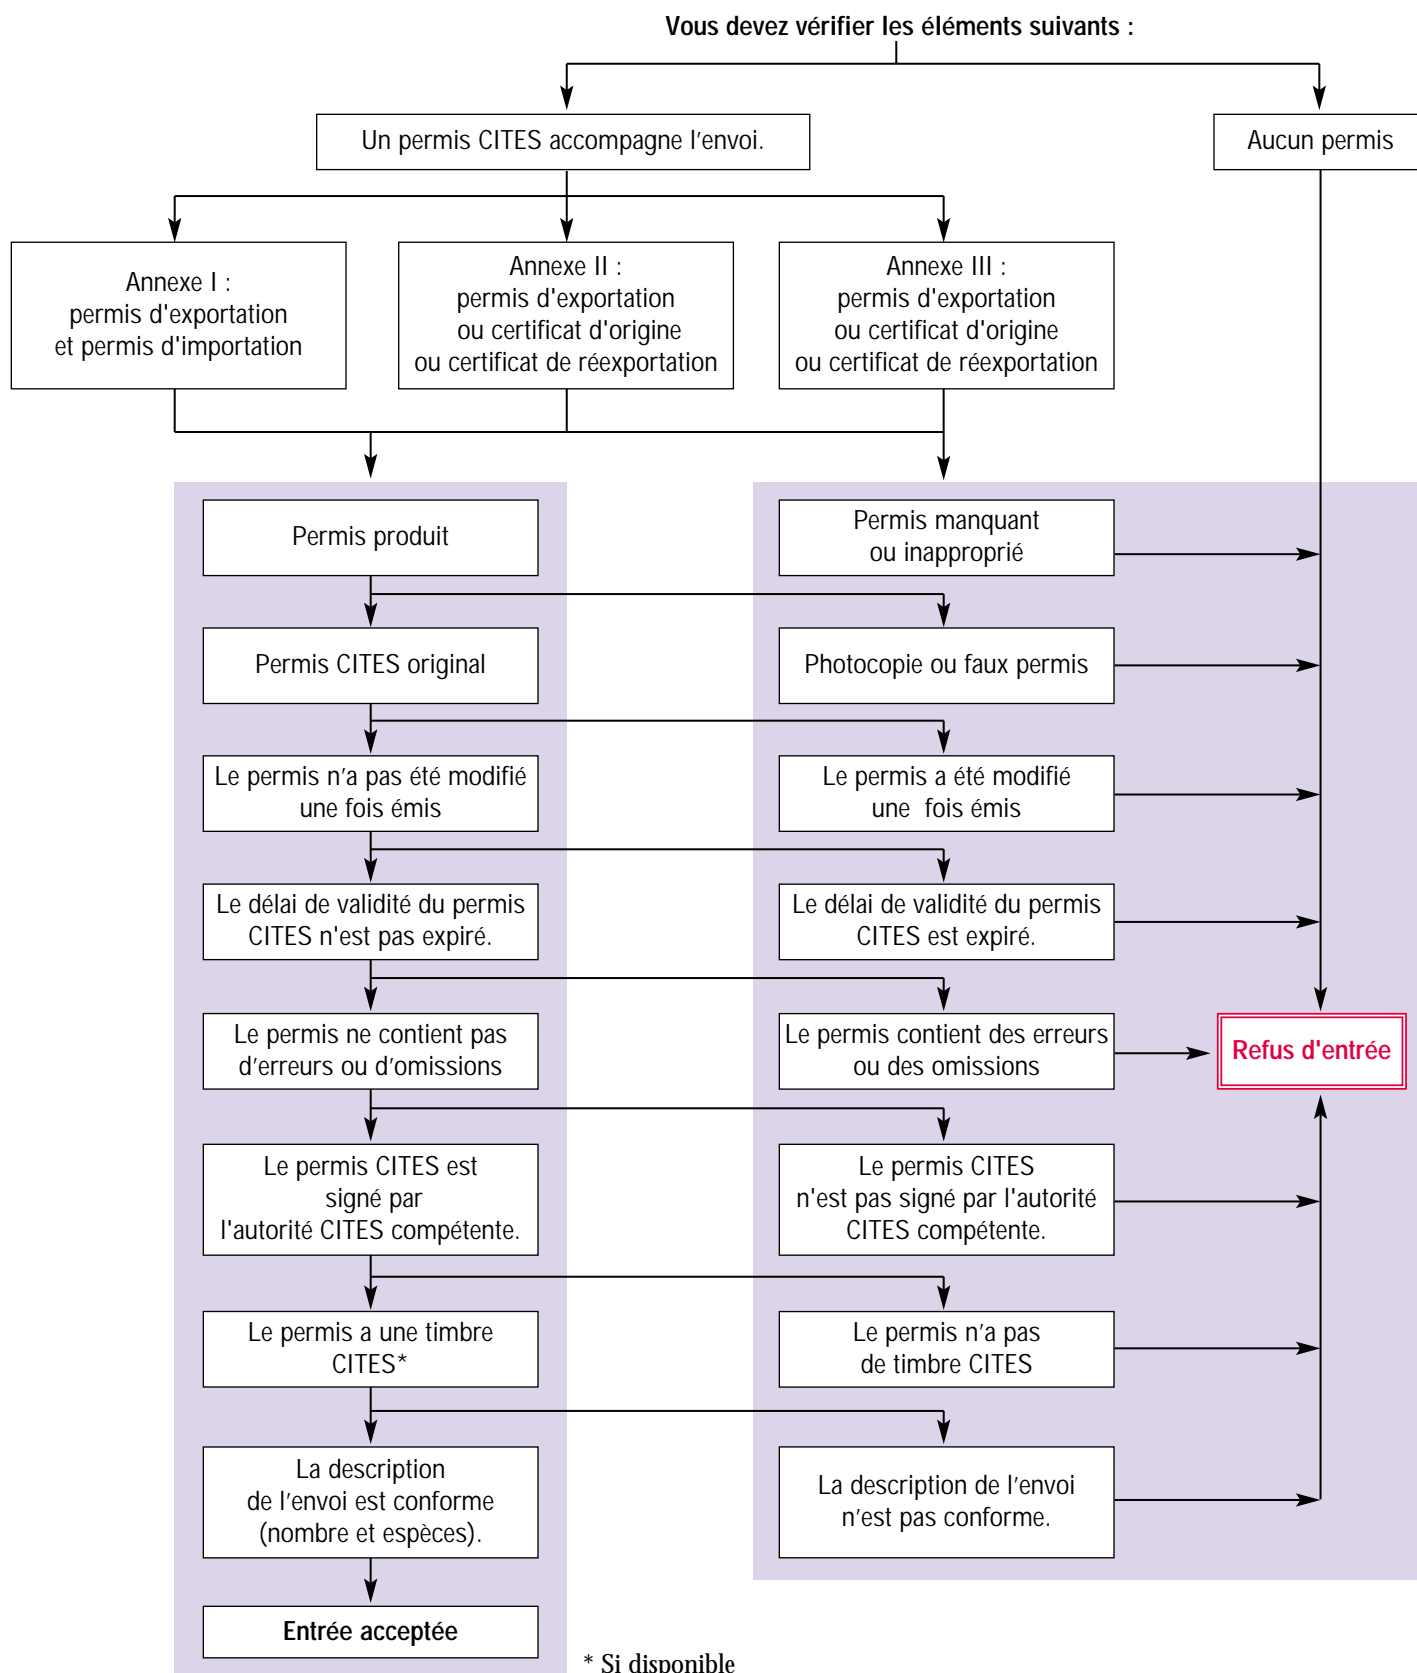 Vous devez vérifier les éléments suivants :
Un permis CITES accompagne l'envoi.
Aucun permis
Annexe I :
permis d'exportation
et permis d'importation
Annexe II :
permis d'exportation
ou certificat d'origine
ou certificat de réexportation
Annexe III :
permis d'exportation
ou certificat d'origine
ou certificat de réexportation
Permis produit
Permis manquant
ou inapproprié
Permis CITES original
Photocopie ou faux permis
Le permis n'a pas été modifié
une fois émis
Le permis a été modifié
une fois émis
Le délai de validité du permis
CITES n'est pas expiré.
Le délai de validité du permis
CITES est expiré.
Le permis ne contient pas
d'erreurs ou d'omissions
Le permis contient des erreurs
ou des omissions
Refus d'entrée
Le permis CITES est
signé par
l'autorité CITES compétente.
Le permis CITES
n'est pas signé par l'autorité
CITES compétente.
Le permis a une timbre
CITES*
Le permis n'a pas
de timbre CITES
La description
de l'envoi est conforme
(nombre et espèces).
La description de l'envoi
n'est pas conforme.
Entrée acceptée
* Si disponible